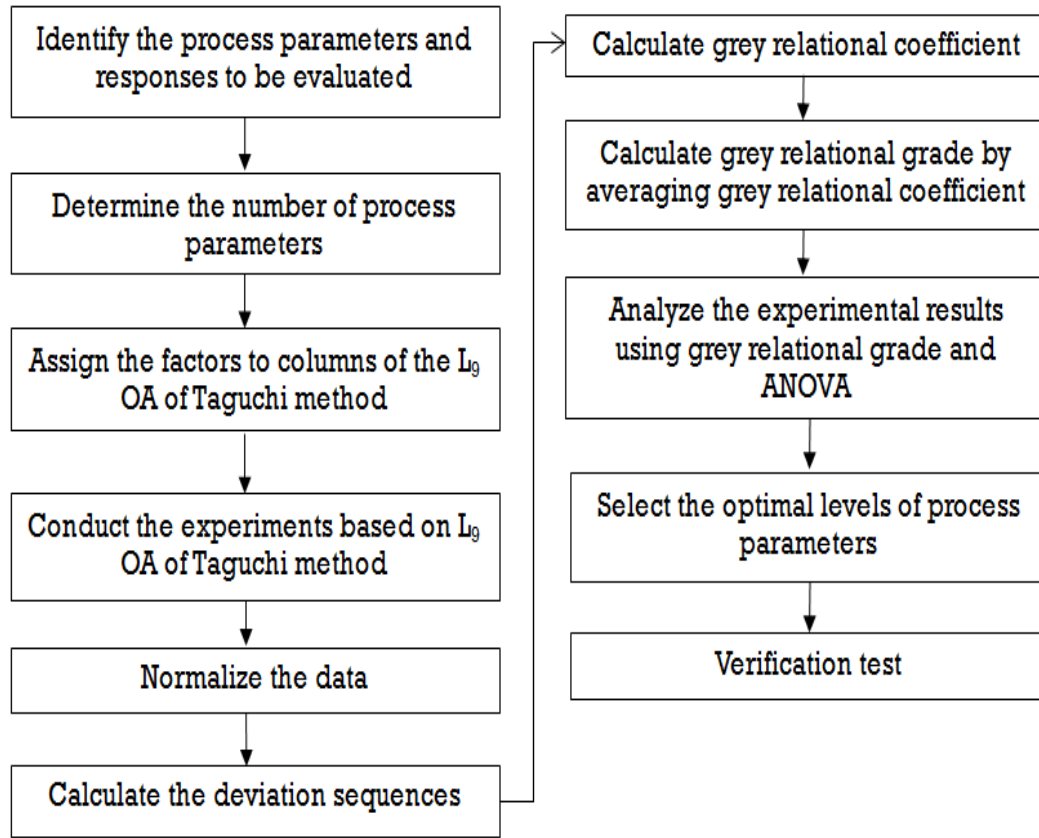 Identify the process parameters and
responses to be evaluated
Determine the number of process
parameters
Assign the factors to columns of the L₉
OA of Taguchi method
Conduct the experiments based on L₉
OA of Taguchi method
Normalize the data
Calculate the deviation sequences
Calculate grey relational coefficient
Calculate grey relational grade by
averaging grey relational coefficient
Analyze the experimental results
using grey relational grade and
ANOVA
Select the optimal levels of process
parameters
Verification test